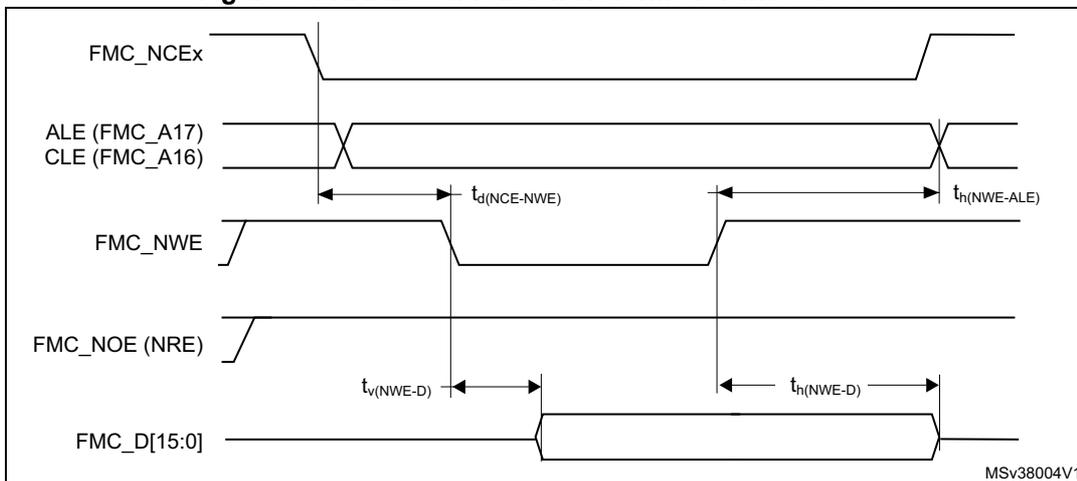 FMC_NCEx
ALE (FMC_A17)
CLE (FMC_A16)
td(NCE-NWE)
th(NWE-ALE)
FMC_NWE
FMC_NOE (NRE)
tv(NWE-D)
th(NWE-D)
FMC_D[15:0]
MSv38004V1